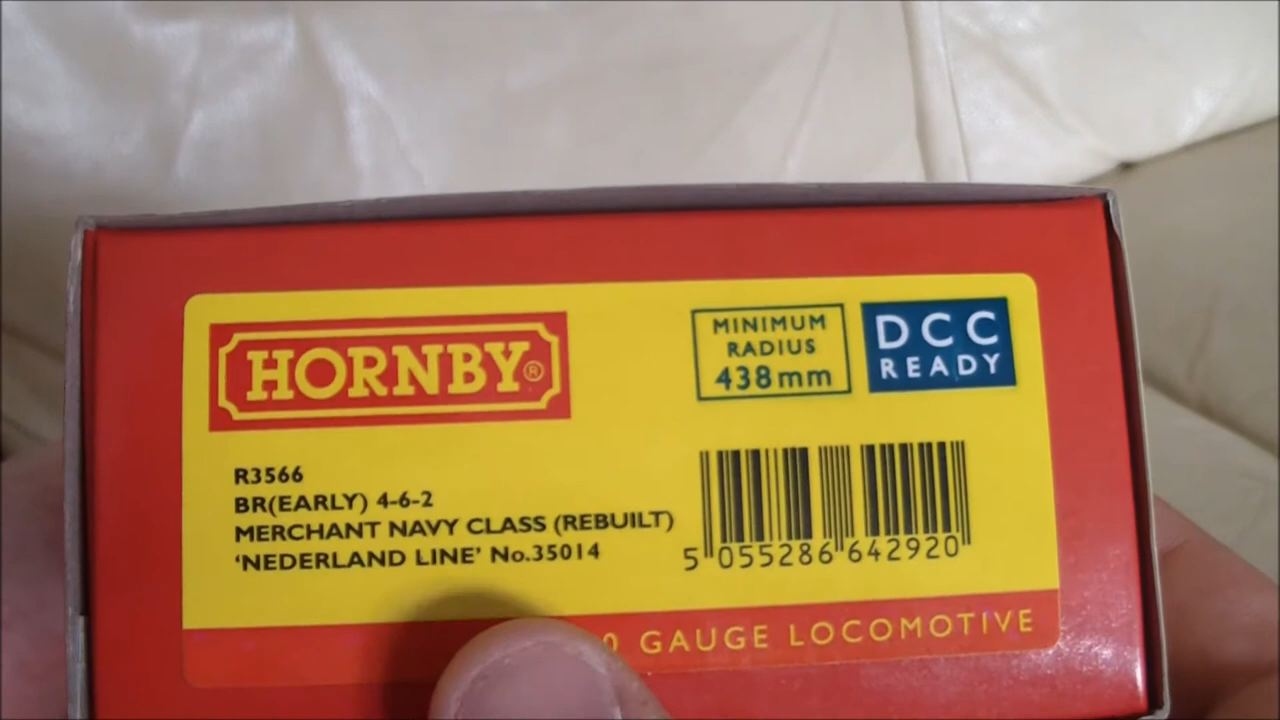 HORNBY®
MINIMUM
RADIUS
438mm
DCC
READY
R3566
BR(EARLY) 4-6-2
MERCHANT NAVY CLASS (REBUILT)
'NEDERLAND LINE' No.35014
5 055286 642920
0 GAUGE LOCOMOTIVE